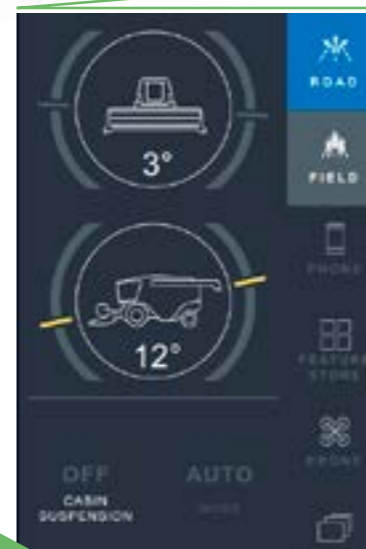 3°
ROAD
FIELD
PHONE
12°
FEATURE
STORE
DRONE
OFF
AUTO
CABIN
SUSPENSION